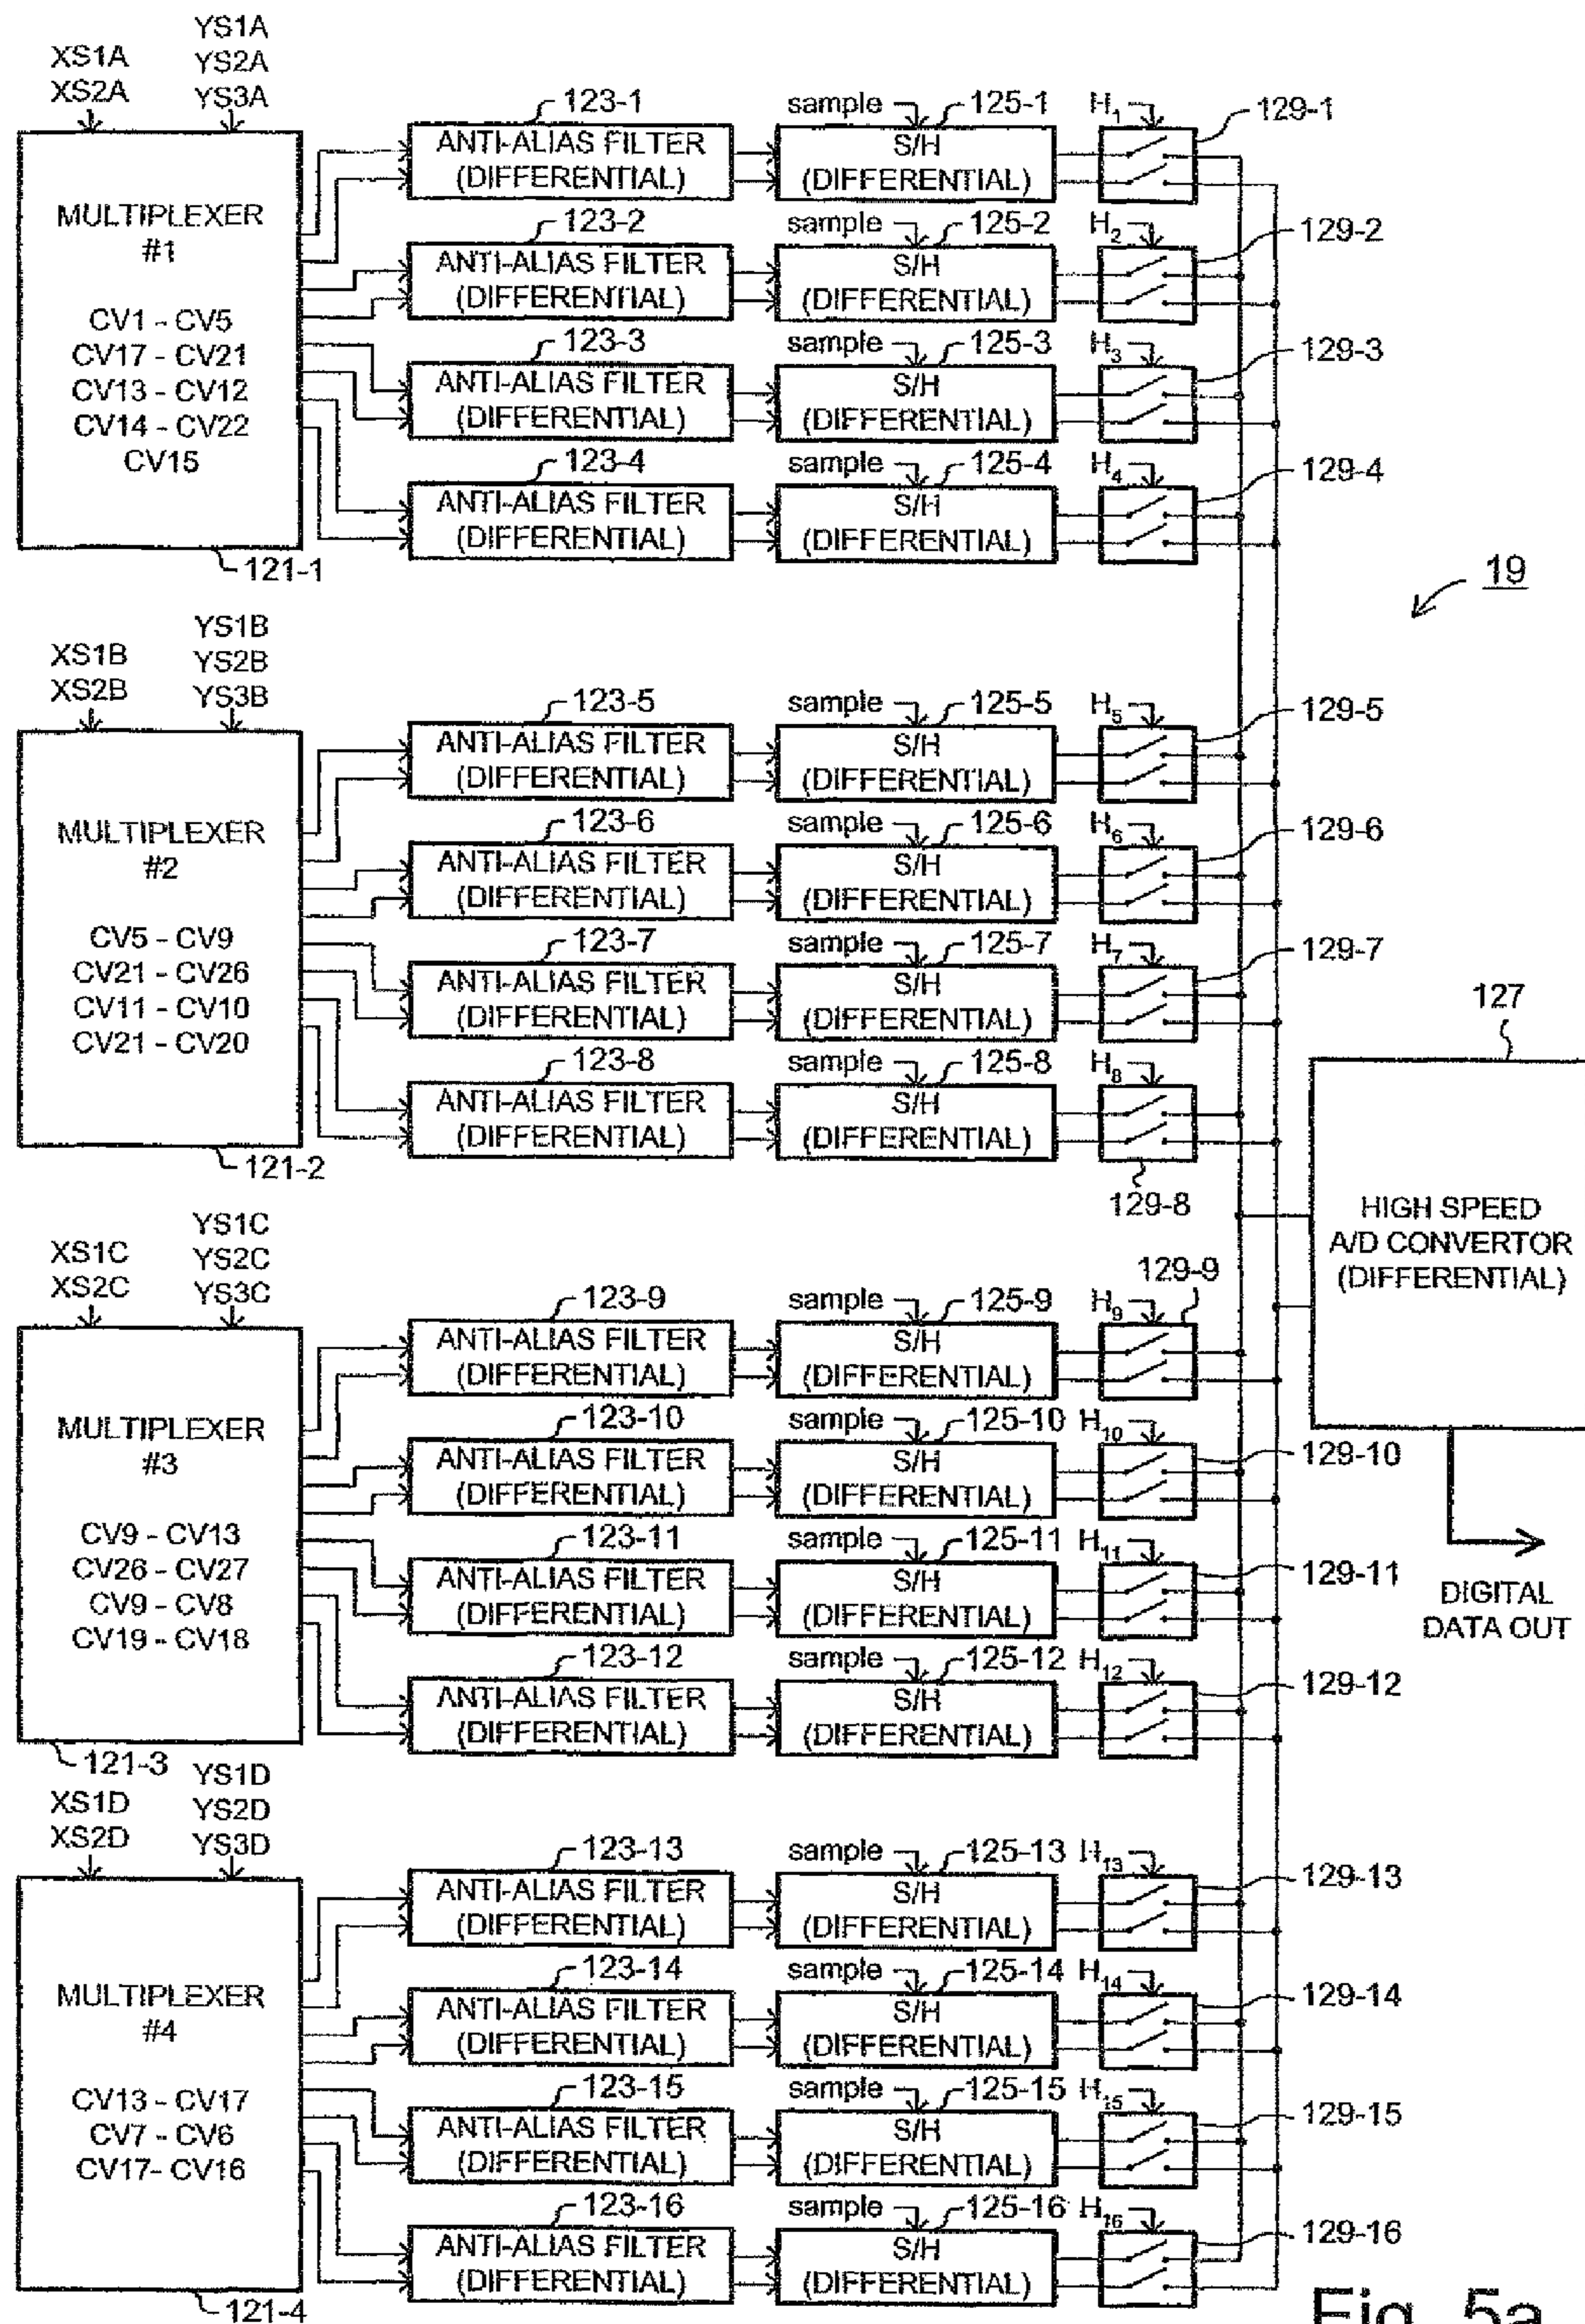 XS1A
XS2A
YS1A
YS2A
YS3A
MULTIPLEXER
#1
CV1 - CV5
CV17 - CV21
CV13 - CV12
CV14 - CV22
CV15
121-1
123-1
ANTI-ALIAS FILTER
(DIFFERENTIAL)
sample
125-1
S/H
(DIFFERENTIAL)
H1
129-1
123-2
ANTI-ALIAS FILTER
(DIFFERENTIAL)
sample
125-2
S/H
(DIFFERENTIAL)
H2
129-2
123-3
ANTI-ALIAS FILTER
(DIFFERENTIAL)
sample
125-3
S/H
(DIFFERENTIAL)
H3
129-3
123-4
ANTI-ALIAS FILTER
(DIFFERENTIAL)
sample
125-4
S/H
(DIFFERENTIAL)
H4
129-4
19
XS1B
XS2B
YS1B
YS2B
YS3B
MULTIPLEXER
#2
CV5 - CV9
CV21 - CV26
CV11 - CV10
CV21 - CV20
121-2
123-5
ANTI-ALIAS FILTER
(DIFFERENTIAL)
sample
125-5
S/H
(DIFFERENTIAL)
H5
129-5
123-6
ANTI-ALIAS FILTER
(DIFFERENTIAL)
sample
125-6
S/H
(DIFFERENTIAL)
H6
129-6
123-7
ANTI-ALIAS FILTER
(DIFFERENTIAL)
sample
125-7
S/H
(DIFFERENTIAL)
H7
129-7
123-8
ANTI-ALIAS FILTER
(DIFFERENTIAL)
sample
125-8
S/H
(DIFFERENTIAL)
H8
129-8
127
HIGH SPEED
A/D CONVERTOR
(DIFFERENTIAL)
DIGITAL
DATA OUT
XS1C
XS2C
YS1C
YS2C
YS3C
MULTIPLEXER
#3
CV9 - CV13
CV26 - CV27
CV9 - CV8
CV19 - CV18
121-3
123-9
ANTI-ALIAS FILTER
(DIFFERENTIAL)
sample
125-9
S/H
(DIFFERENTIAL)
H9
129-9
123-10
ANTI-ALIAS FILTER
(DIFFERENTIAL)
sample
125-10
S/H
(DIFFERENTIAL)
H10
129-10
123-11
ANTI-ALIAS FILTER
(DIFFERENTIAL)
sample
125-11
S/H
(DIFFERENTIAL)
H11
129-11
123-12
ANTI-ALIAS FILTER
(DIFFERENTIAL)
sample
125-12
S/H
(DIFFERENTIAL)
H12
129-12
XS1D
XS2D
YS1D
YS2D
YS3D
MULTIPLEXER
#4
CV13 - CV17
CV7 - CV6
CV17- CV16
121-4
123-13
ANTI-ALIAS FILTER
(DIFFERENTIAL)
sample
125-13
S/H
(DIFFERENTIAL)
H13
129-13
123-14
ANTI-ALIAS FILTER
(DIFFERENTIAL)
sample
125-14
S/H
(DIFFERENTIAL)
H14
129-14
123-15
ANTI-ALIAS FILTER
(DIFFERENTIAL)
sample
125-15
S/H
(DIFFERENTIAL)
H15
129-15
123-16
ANTI-ALIAS FILTER
(DIFFERENTIAL)
sample
125-16
S/H
(DIFFERENTIAL)
H16
129-16
Fig. 5a